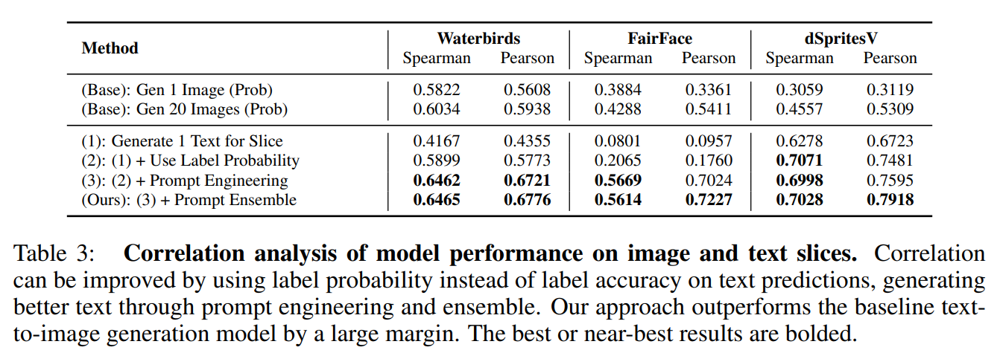 Method Waterbirds FairFace dSpritesV
Spearman Pearson Spearman Pearson Spearman Pearson
(Base): Gen 1 Image (Prob) 0.5822 0.5608 0.3884 0.3361 0.3059 0.3119
(Base): Gen 20 Images (Prob) 0.6034 0.5938 0.4288 0.5411 0.4557 0.5309
(1): Generate 1 Text for Slice 0.4167 0.4355 0.0801 0.0957 0.6278 0.6723
(2): (1) + Use Label Probability 0.5899 0.5773 0.2065 0.1760 0.7071 0.7481
(3): (2) + Prompt Engineering 0.6462 0.6721 0.5669 0.7024 0.6998 0.7595
(Ours): (3) + Prompt Ensemble 0.6465 0.6776 0.5614 0.7227 0.7028 0.7918
Table 3: Correlation analysis of model performance on image and text slices. Correlation
can be improved by using label probability instead of label accuracy on text predictions, generating
better text through prompt engineering and ensemble. Our approach outperforms the baseline text-
to-image generation model by a large margin. The best or near-best results are bolded.